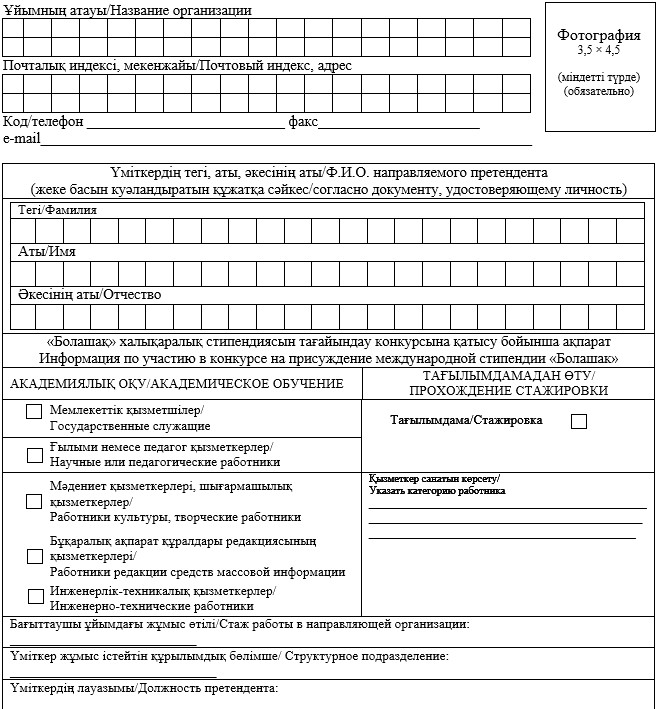 Ұйымның атауы/Название организации
Фотография
3,5 × 4,5
(міндетті түрде)
(обязательно)
Почталық индексі, мекенжайы/Почтовый индекс, адрес
Код/телефон факс
e-mail
Үміткердің тегі, аты, әкесінің аты/Ф.И.О. направляемого претендента
(жеке басын куәландыратын құжатқа сәйкес/согласно документу, удостоверяющему личность)
Тегі/Фамилия
Аты/Имя
Әкесінің аты/Отчество
«Болашақ» халықаралық стипендиясын тағайындау конкурсына қатысу бойынша ақпарат
Информация по участию в конкурсе на присуждение международной стипендии «Болашак»
АКАДЕМИЯЛЫҚ ОҚУ/АКАДЕМИЧЕСКОЕ ОБУЧЕНИЕ
ТАҒЫЛЫМДАМАДАН ӨТУ/
ПРОХОЖДЕНИЕ СТАЖИРОВКИ
Мемлекеттік қызметшілер/
Государственные служащие
Ғылыми немесе педагог қызметкерлер/
Научные или педагогические работники
Мәдениет қызметкерлері, шығармашылық
қызметкерлер/
Работники культуры, творческие работники
Бұқаралық ақпарат құралдары редакциясының
қызметкерлері/
Работники редакции средств массовой информации
Инженерлік-техникалық қызметкерлер/
Инженерно-технические работники
Тағылымдама/Стажировка
Қызметкер санатын көрсету/
Указать категорию работника
Бағыттаушы ұйымдағы жұмыс өтілі/Стаж работы в направляющей организации:
Үміткер жұмыс істейтін құрылымдық бөлімше/ Структурное подразделение:
Үміткердің лауазымы/Должность претендента: